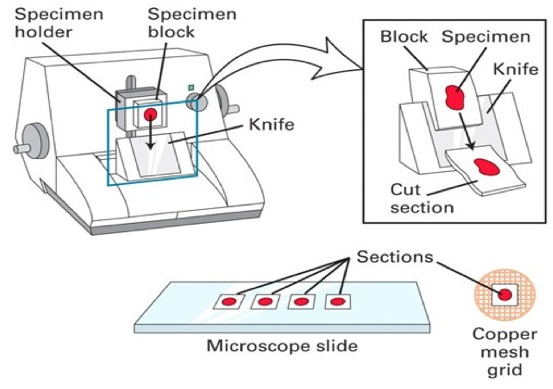 Specimen
holder
Specimen
block
Knife
Block
Specimen
Knife
Cut
section
Sections
Microscope slide
Copper
mesh
grid